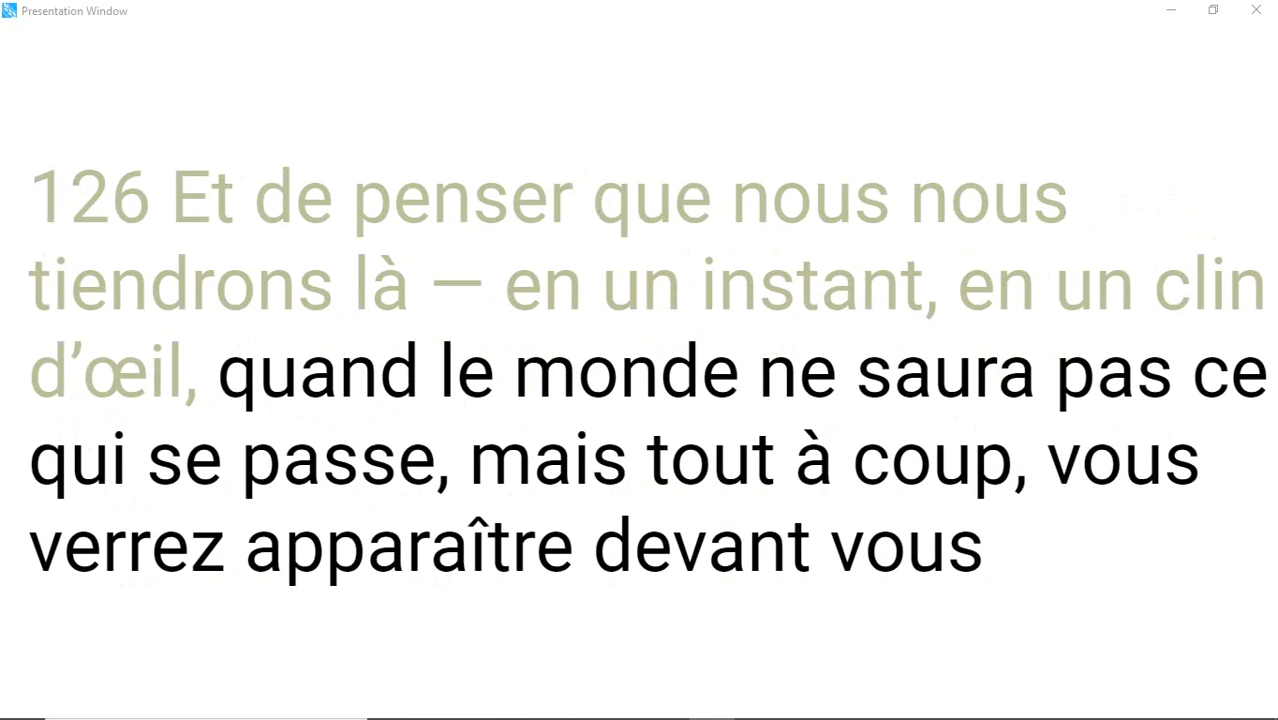 Presentation Window
126 Et de penser que nous nous
tiendrons là — en un instant, en un clin
d’œil, quand le monde ne saura pas ce
qui se passe, mais tout à coup, vous
verrez apparaître devant vous